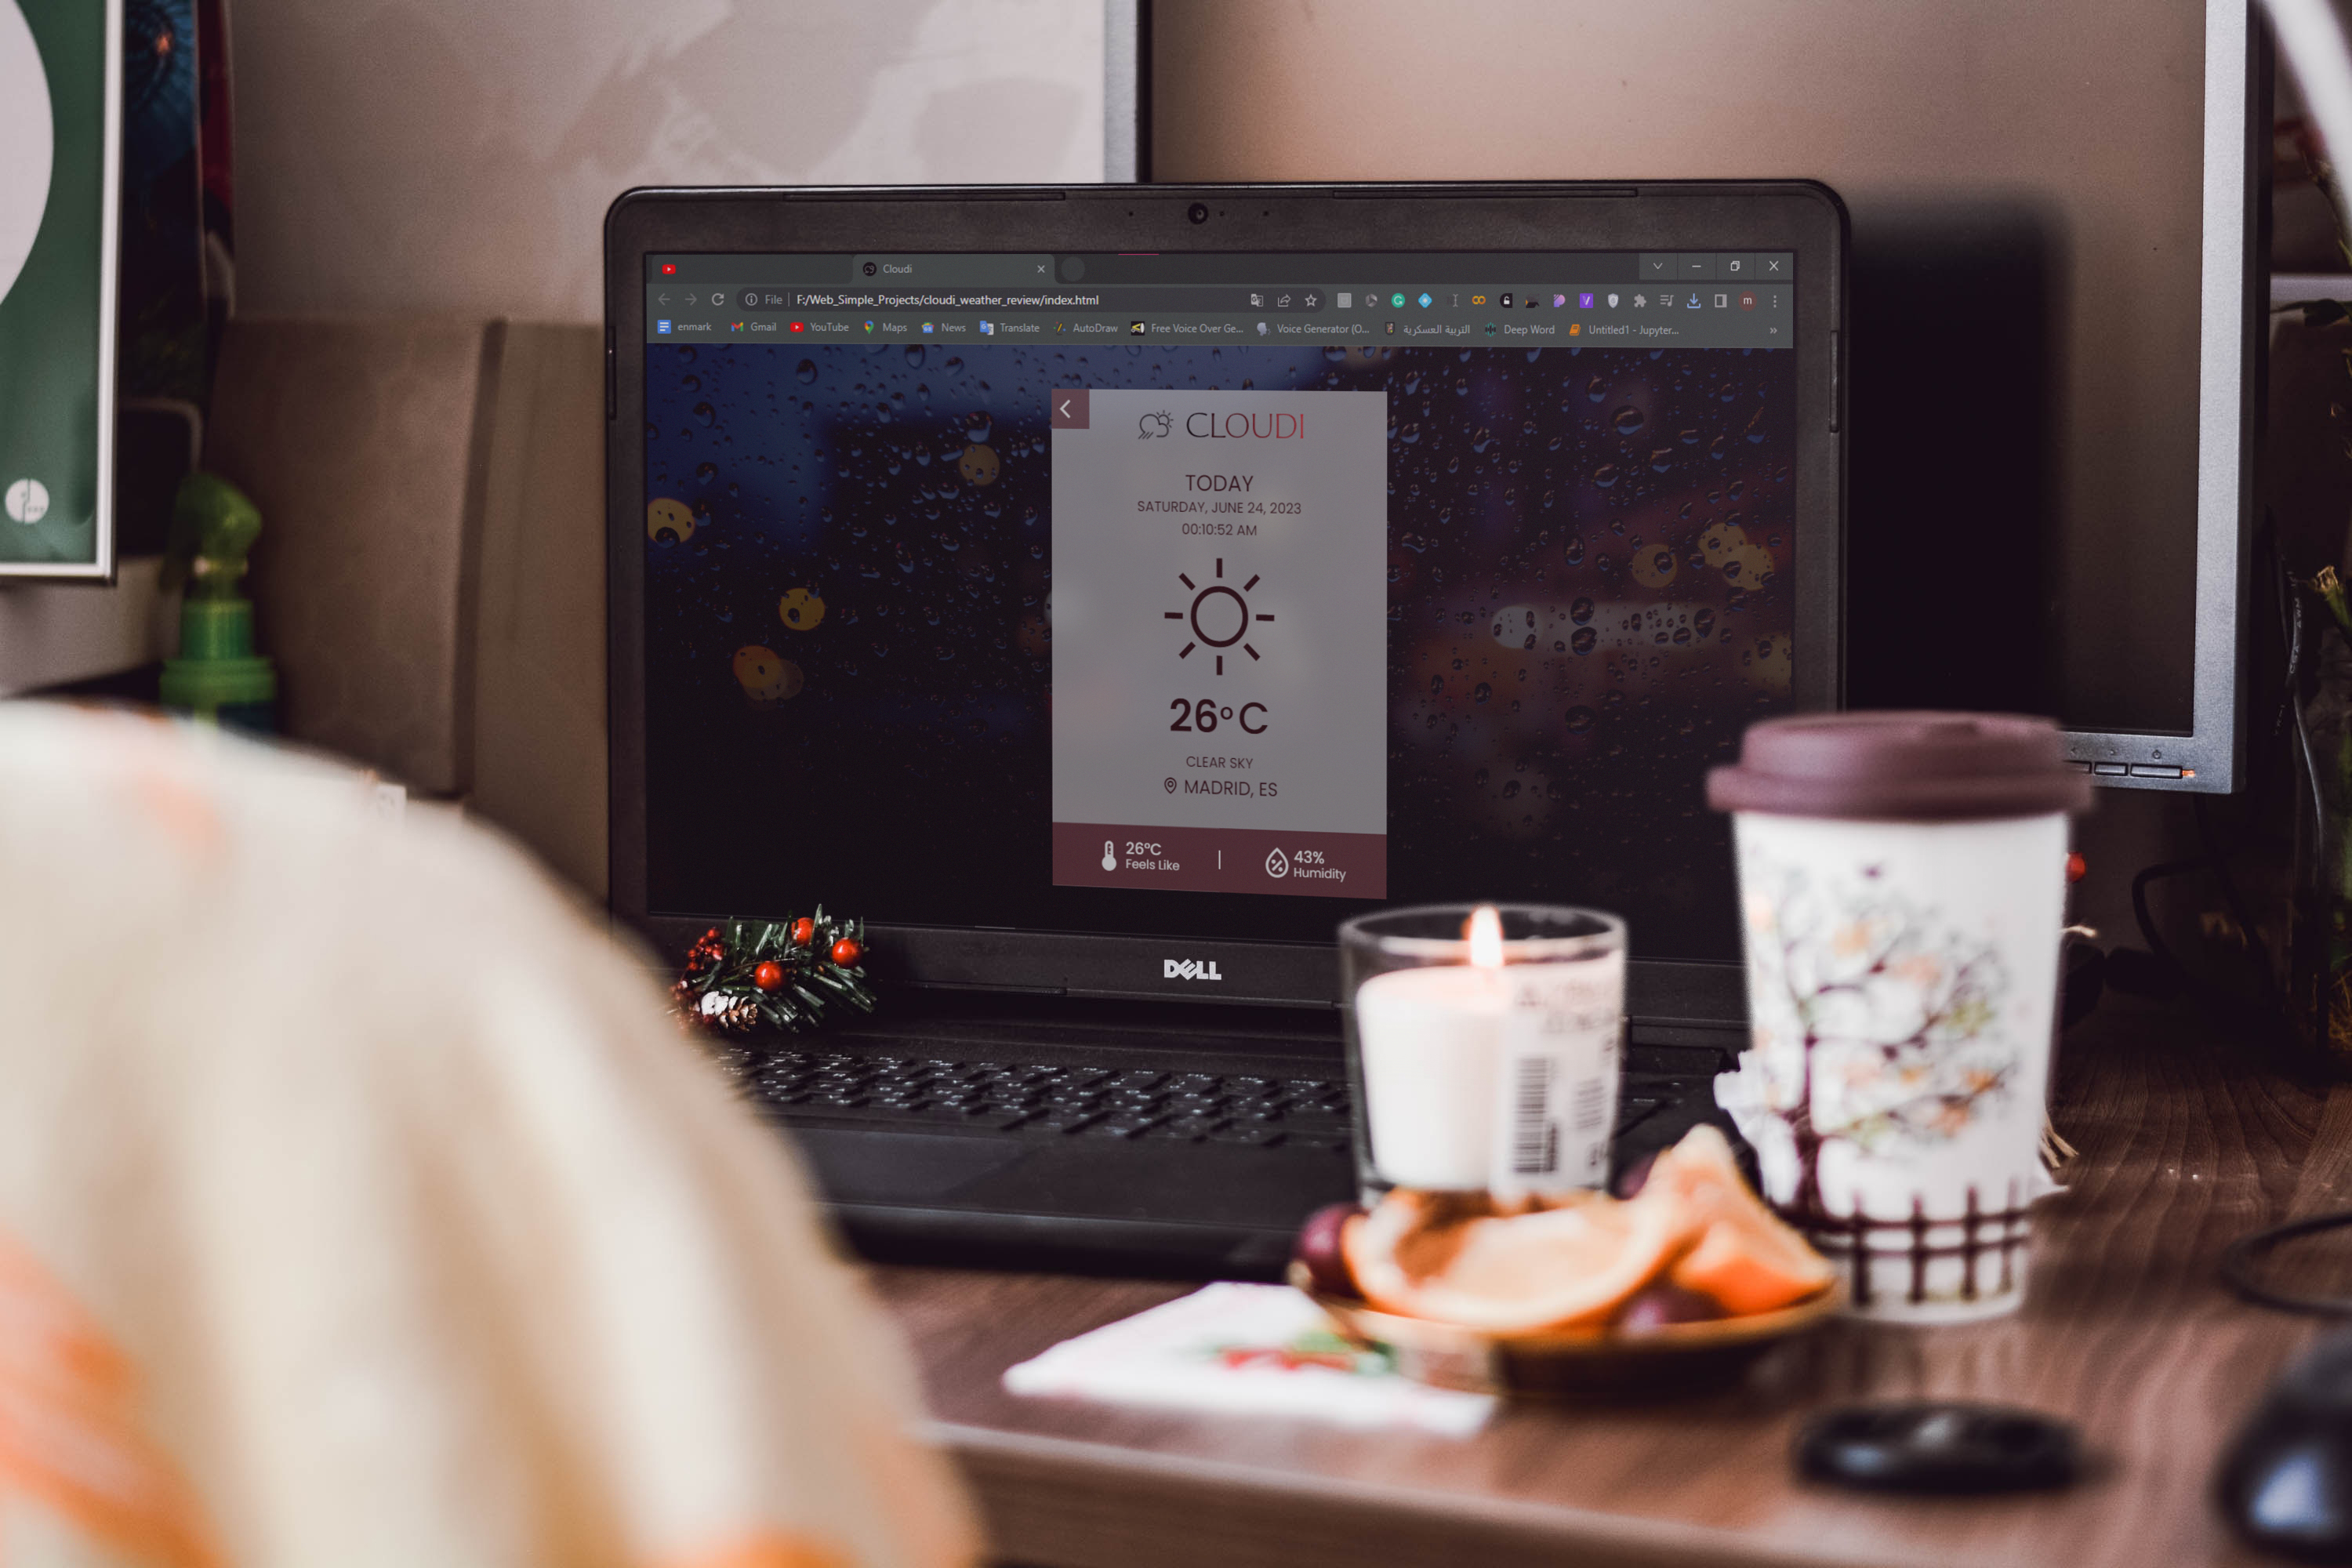 Cloudi
File
F:/Web_Simple_Projects/cloudi_weather_review/index.html
m
enmark
Gmail
YouTube
Maps
News
Translate
AutoDraw
Free Voice Over Ge...
Voice Generator (O...
التربية العسكرية
Deep Word
Untitled1 - Jupyter...
CLOUDI
TODAY
SATURDAY, JUNE 24, 2023
00:10:52 AM
26°C
CLEAR SKY
MADRID, ES
26°C
Feels Like
43%
Humidity
DELL